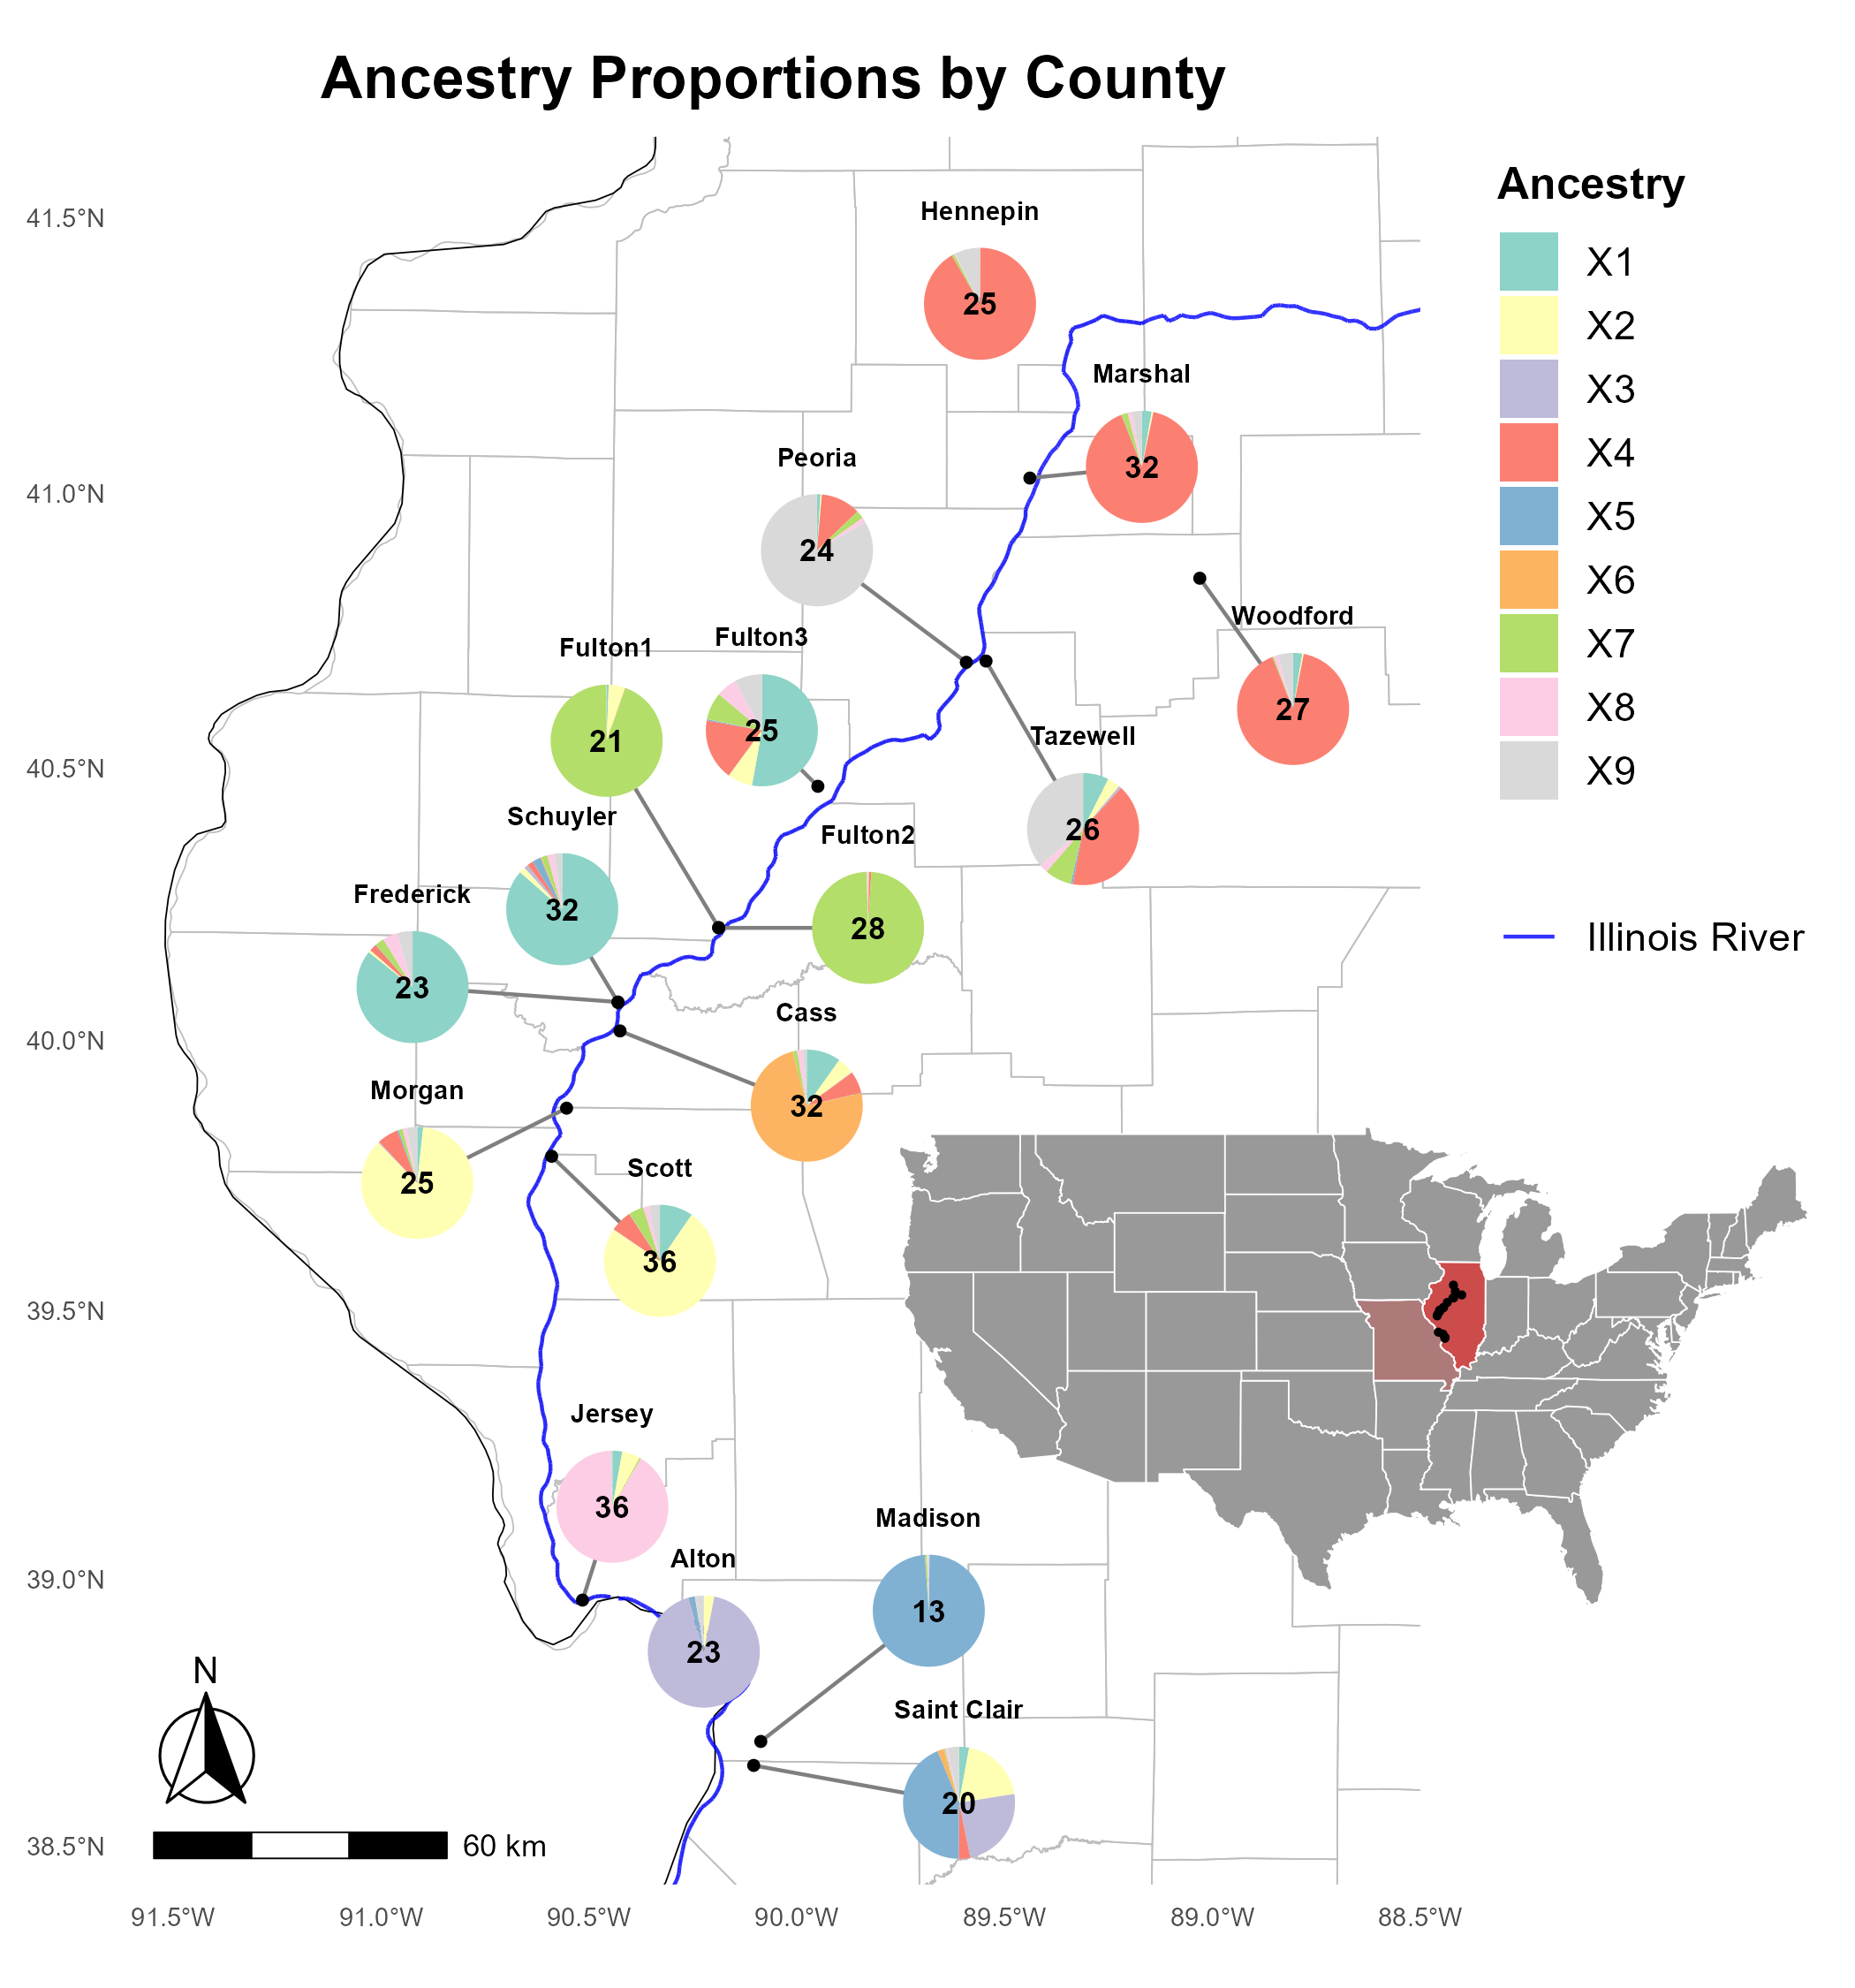 Ancestry Proportions by County
41.5°N
41.0°N
40.5°N
40.0°N
39.5°N
39.0°N
38.5°N
91.5°W
91.0°W
90.5°W
90.0°W
89.5°W
89.0°W
88.5°W
Hennepin
25
Marshal
32
Peoria
24
Woodford
27
Fulton3
25
Fulton1
21
Tazewell
26
Schuyler
32
Fulton2
28
Frederick
23
Cass
32
Morgan
25
Scott
36
Jersey
36
Alton
23
Madison
13
Saint Clair
20
N
60 km
Ancestry
X1
X2
X3
X4
X5
X6
X7
X8
X9
Illinois River